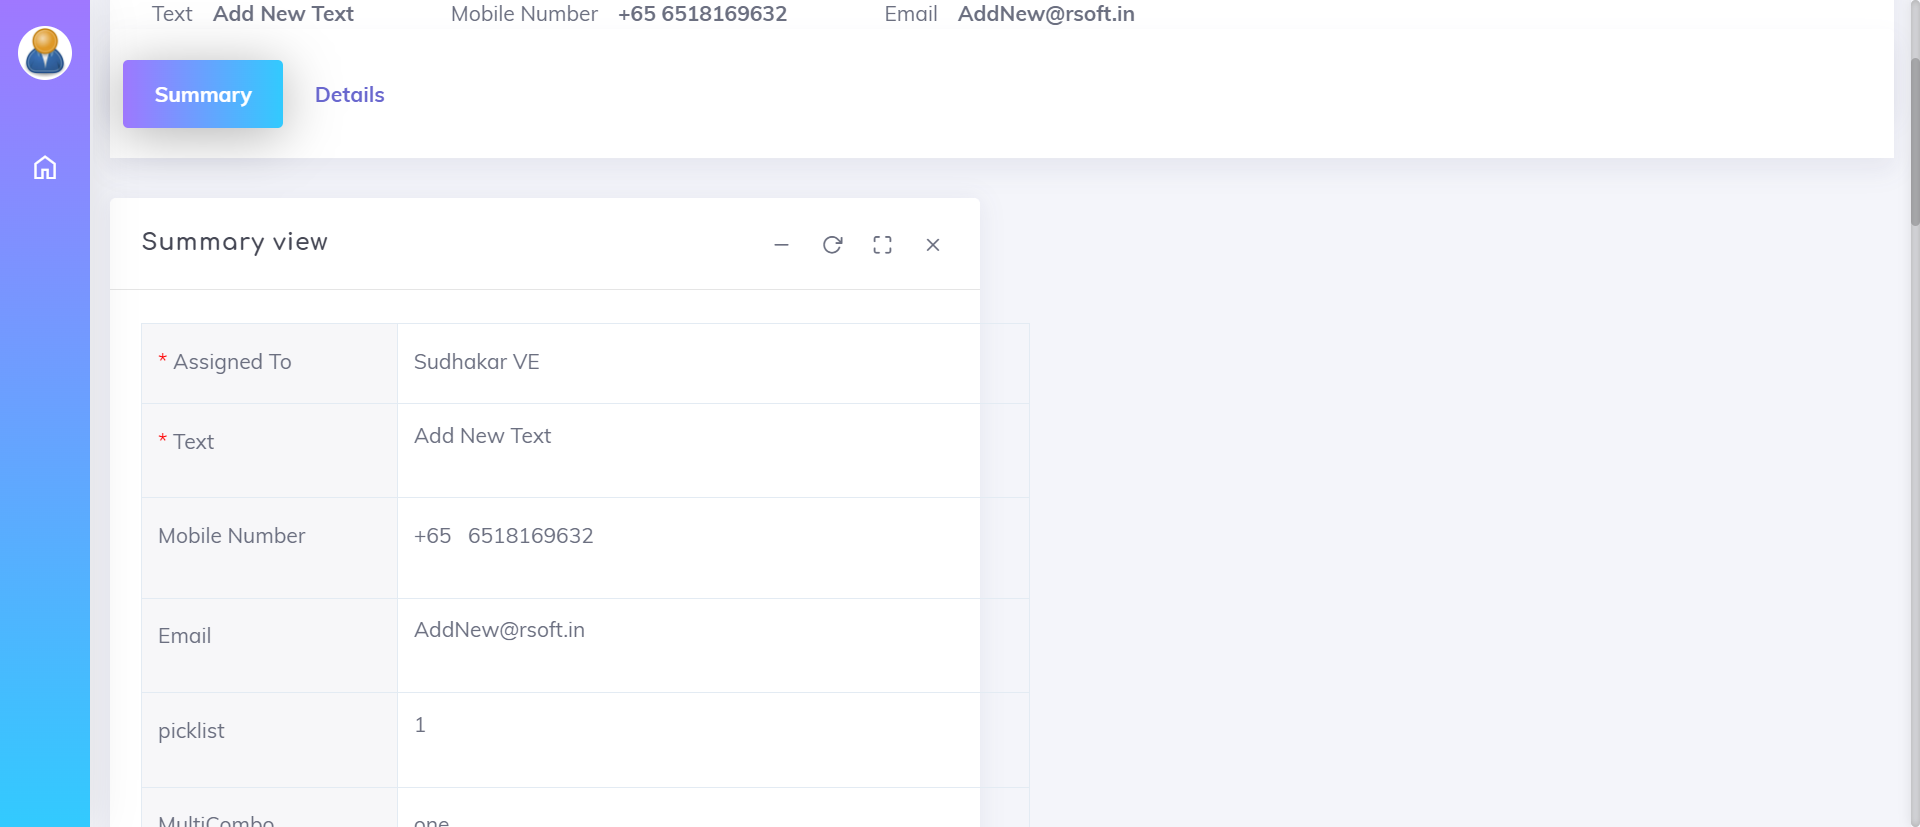 Text Add New Text Mobile Number +65 6518169632 Email AddNew@rsoft.in
Summary Details
Summary view
* Assigned To Sudhakar VE
* Text Add New Text
Mobile Number +65 6518169632
Email AddNew@rsoft.in
picklist 1
MultiCombo one